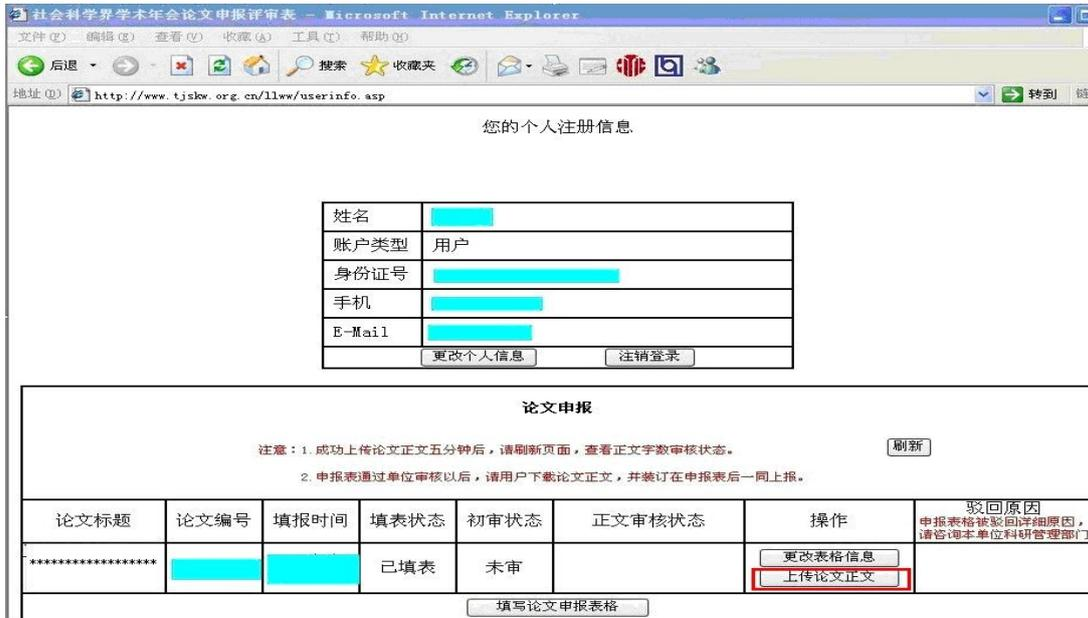 社会科学界学术年会论文申报评审表 - Microsoft Internet Explorer
文件(F) 编辑(E) 查看(V) 收藏(A) 工具(T) 帮助(H)
后退 搜索 收藏夹
地址(D) http://www.tjskw.org.cn/llww/userinfo.asp 转到 链
您的个人注册信息
姓名
账户类型 用户
身份证号
手机
E-Mail
更改个人信息 注销登录
论文申报
注意：1.成功上传论文正文五分钟后，请刷新页面，查看正文字数审核状态。 刷新
2.申报表通过单位审核以后，请用户下载论文正文，并装订在申报表后一同上报。
论文标题 论文编号 填报时间 填表状态 初审状态 正文审核状态 操作 驳回原因
申报表格被驳回详细原因，
请咨询本单位科研管理部门
****************** 已填表 未审 更改表格信息
上传论文正文
填写论文申报表格